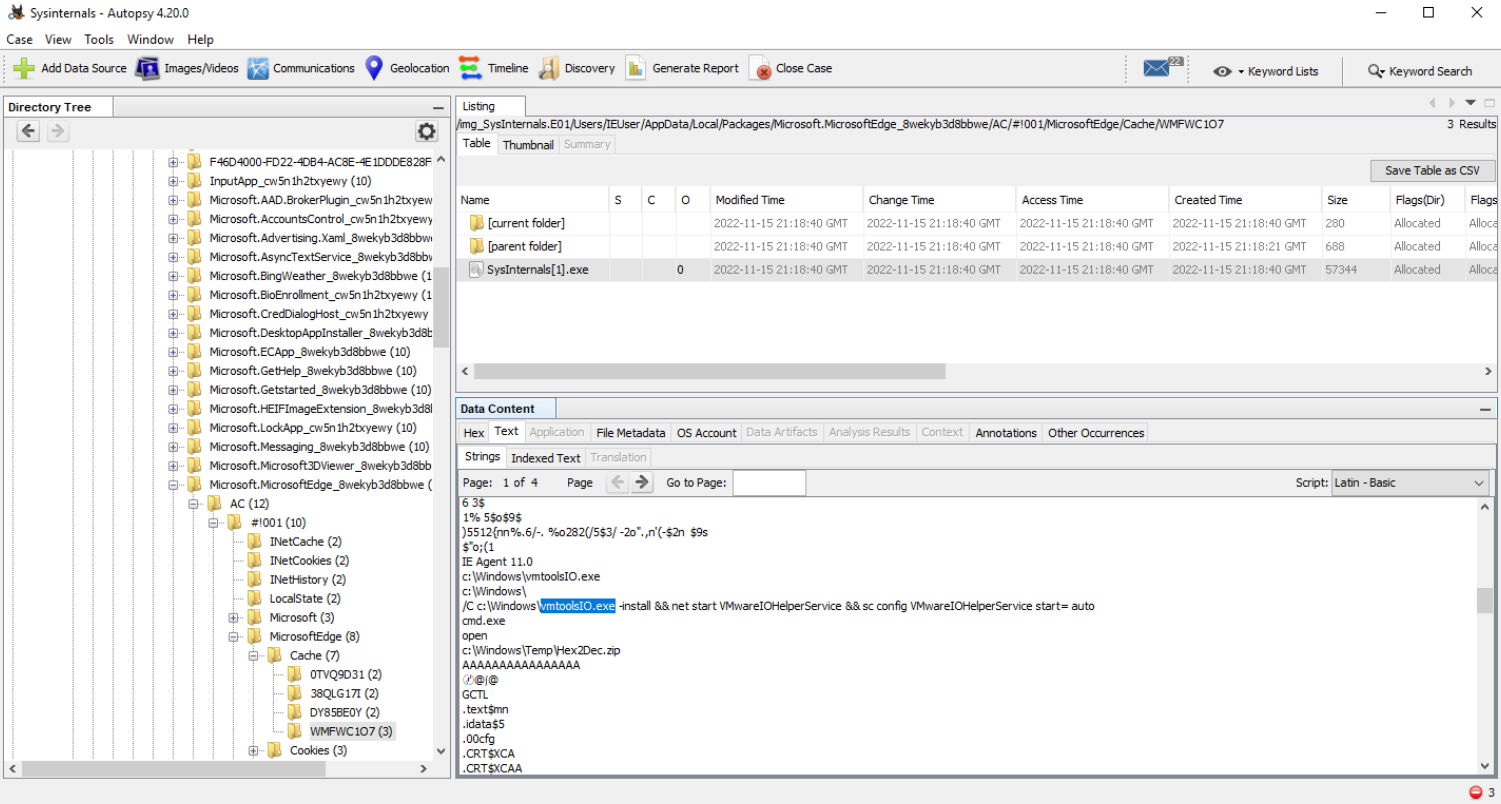 Sysinternals - Autopsy 4.20.0
Case View Tools Window Help
Add Data Source Images/Videos Communications Geolocation Timeline Discovery Generate Report Close Case 22 Keyword Lists Keyword Search
Directory Tree
F46D4000-FD22-4DB4-AC8E-4E1DDDE828F
InputApp_cw5n1h2txyewy (10)
Microsoft.AAD.BrokerPlugin_cw5n1h2txyew
Microsoft.AccountsControl_cw5n1h2txyewy
Microsoft.Advertising.Xaml_8wekyb3d8bbw
Microsoft.AsyncTextService_8wekyb3d8bbw
Microsoft.BingWeather_8wekyb3d8bbwe (1
Microsoft.BioEnrollment_cw5n1h2txyewy (1
Microsoft.CredDialogHost_cw5n1h2txyewy
Microsoft.DesktopAppInstaller_8wekyb3d8b
Microsoft.ECApp_8wekyb3d8bbwe (10)
Microsoft.GetHelp_8wekyb3d8bbwe (10)
Microsoft.Getstarted_8wekyb3d8bbwe (10)
Microsoft.HEIFImageExtension_8wekyb3d8
Microsoft.LockApp_cw5n1h2txyewy (10)
Microsoft.Messaging_8wekyb3d8bbwe (10)
Microsoft.Microsoft3DViewer_8wekyb3d8bb
Microsoft.MicrosoftEdge_8wekyb3d8bbwe (
AC (12)
#!001 (10)
INetCache (2)
INetCookies (2)
INetHistory (2)
LocalState (2)
Microsoft (3)
MicrosoftEdge (8)
Cache (7)
0TVQ9D31 (2)
38QLG17I (2)
DY85BE0Y (2)
WMFWC1O7 (3)
Cookies (3)
Listing
/img_SysInternals.E01/Users/IEUser/AppData/Local/Packages/Microsoft.MicrosoftEdge_8wekyb3d8bbwe/AC/#!001/MicrosoftEdge/Cache/WMFWC1O7 3 Results
Table Thumbnail Summary
Save Table as CSV
Name S C O Modified Time Change Time Access Time Created Time Size Flags(Dir) Flags
[current folder] 2022-11-15 21:18:40 GMT 2022-11-15 21:18:40 GMT 2022-11-15 21:18:40 GMT 2022-11-15 21:18:40 GMT 280 Allocated Alloca
[parent folder] 2022-11-15 21:18:40 GMT 2022-11-15 21:18:40 GMT 2022-11-15 21:18:40 GMT 2022-11-15 21:18:21 GMT 688 Allocated Alloca
SysInternals[1].exe 0 2022-11-15 21:18:40 GMT 2022-11-15 21:18:40 GMT 2022-11-15 21:18:40 GMT 2022-11-15 21:18:40 GMT 57344 Allocated Alloca
Data Content
Hex Text Application File Metadata OS Account Data Artifacts Analysis Results Context Annotations Other Occurrences
Strings Indexed Text Translation
Page: 1 of 4 Page Go to Page: Script: Latin - Basic
6 3$
1% 5$o$9$
}5512{nn%.6/-. %o282(/5$3/ -2o".,n'(-$2n $9s
$"o;(1
IE Agent 11.0
c:\Windows\vmtoolsIO.exe
c:\Windows\
/C c:\Windows\vmtoolsIO.exe -install && net start VMwareIOHelperService && sc config VMwareIOHelperService start= auto
cmd.exe
open
c:\Windows\Temp\Hex2Dec.zip
AAAAAAAAAAAAAAAA
GCTL
.text$mn
.idata$5
.00cfg
.CRT$XCA
.CRT$XCAA
3